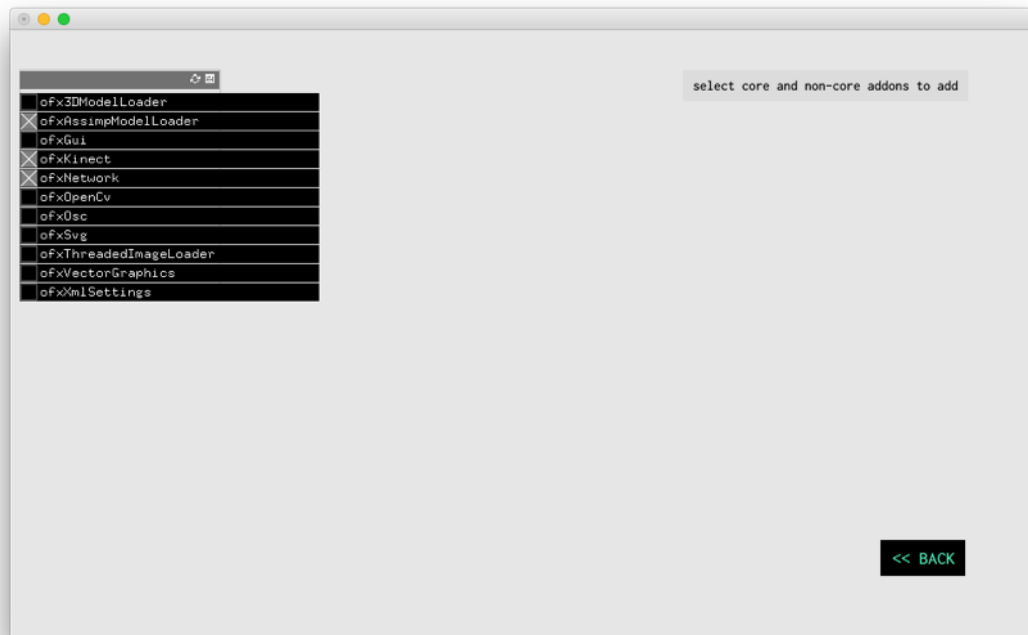 select core and non-core addons to add
ofx3DModelLoader
ofxAssimpModelLoader
ofxGui
ofxKinect
ofxNetwork
ofxOpenCv
ofxOsc
ofxSvg
ofxThreadedImageLoader
ofxVectorGraphics
ofxXmlSettings
<< BACK